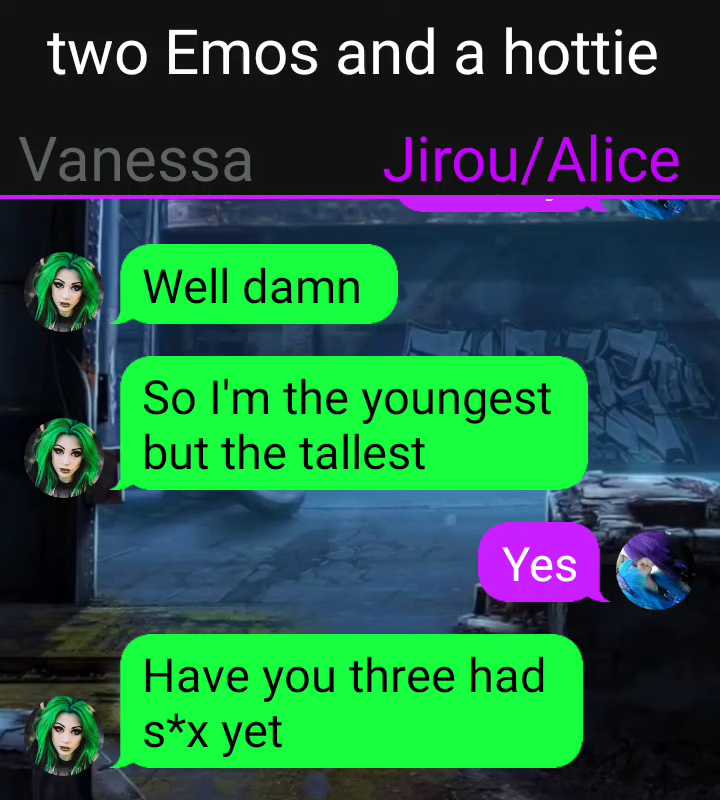 two Emos and a hottie
Vanessa
Jirou/Alice
Well damn
So I'm the youngest
but the tallest
Yes
Have you three had
s*x yet